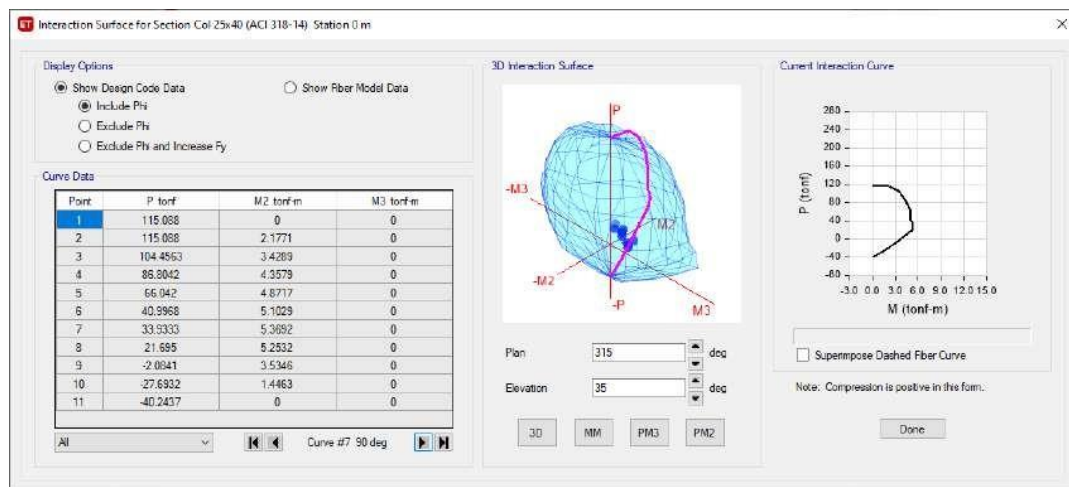 ET Interaction Surface for Section Col 25x40 (ACI 318-14) Station 0 m
Display Options
Show Design Code Data
Show Fiber Model Data
Include Phi
Exclude Phi
Exclude Phi and Increase Fy
Curve Data
Point P tonf M2 tonf-m M3 tonf-m
1 115.088 0 0
2 115.088 2.1771 0
3 104.4563 3.4289 0
4 86.8042 4.3579 0
5 66.042 4.8717 0
6 40.9968 5.1029 0
7 33.9333 5.3692 0
8 21.695 5.2532 0
9 -2.0841 3.5346 0
10 -27.6932 1.4463 0
11 -40.2437 0 0
All
Curve #7 90 deg
3D Interaction Surface
P
-M3
M2
-M2
-P
M3
Plan 315 deg
Elevation 35 deg
3D MM PM3 PM2
Current Interaction Curve
P (tonf)
280
240
200
160
120
80
40
0
-40
-80
-3.0 0.0 3.0 6.0 9.0 12.0 15.0
M (tonf-m)
Superimpose Dashed Fiber Curve
Note: Compression is positive in this form.
Done